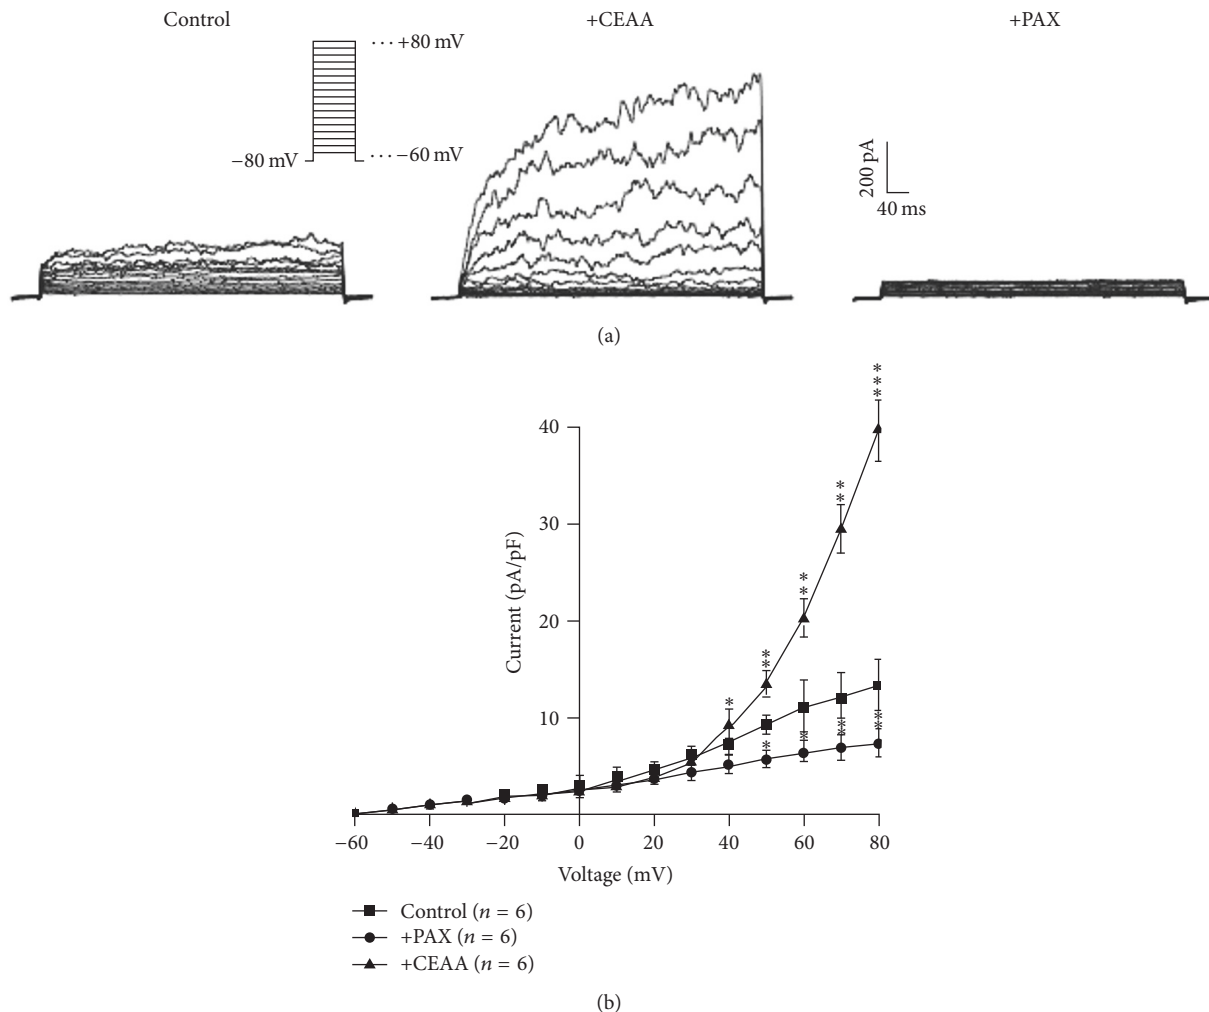 Control
+CEAA
+PAX
· · · +80 mV
−80 mV
· · · −60 mV
200 pA
40 ms
(a)
Current (pA/pF)
40
30
20
10
* * *
* *
* *
* *
*
*
*
* *
* *
−60 −40 −20 0 20 40 60 80
Voltage (mV)
Control (n = 6)
+PAX (n = 6)
+CEAA (n = 6)
(b)